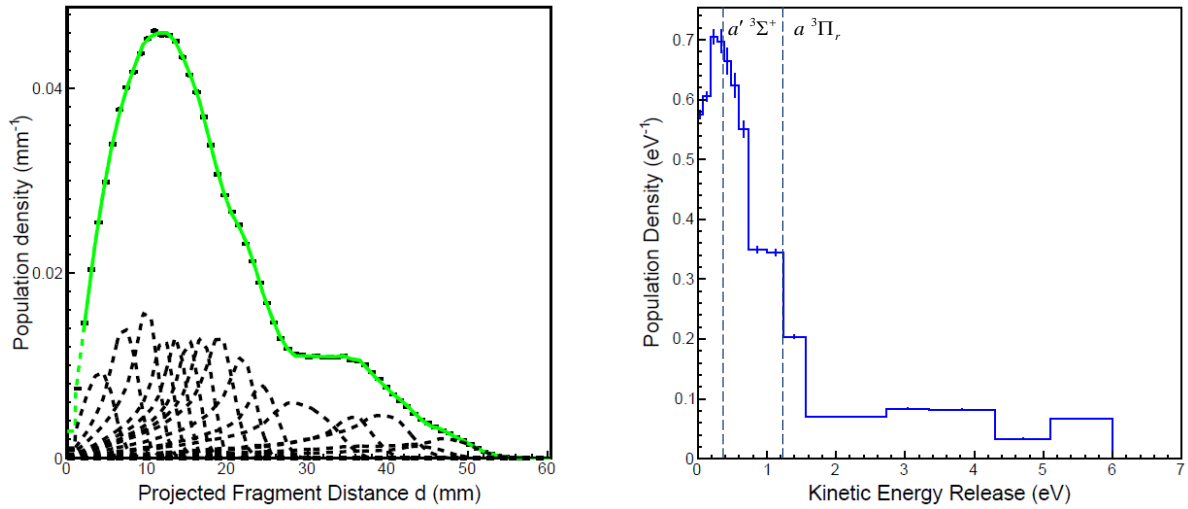 Population density (mm⁻¹)
0.04
0.02
0
0 10 20 30 40 50 60
Projected Fragment Distance d (mm)
a′ ³Σ⁺ a ³Πᵣ
Population Density (eV⁻¹)
0.7
0.6
0.5
0.4
0.3
0.2
0.1
0
0 1 2 3 4 5 6 7
Kinetic Energy Release (eV)